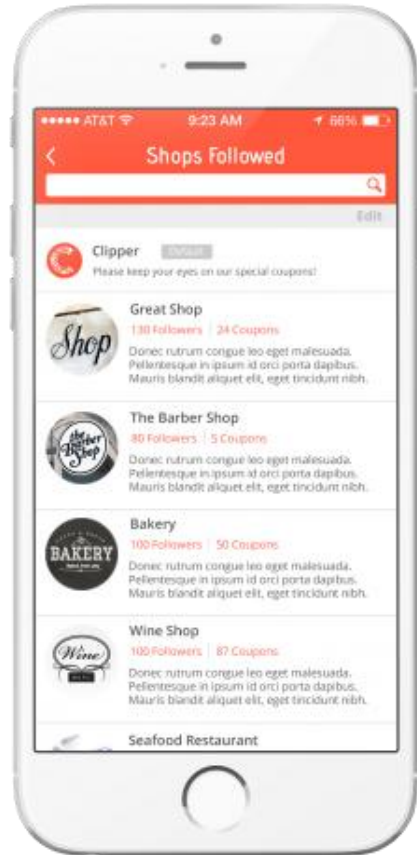 AT&T 9:23 AM 66%
Shops Followed
Edit
Clipper Default
Please keep your eyes on our special coupons!
Shop
Great Shop
130 Followers 24 Coupons
Donec rutrum congue leo eget malesuada.
Pellentesque in ipsum id orci porta dapibus.
Mauris blandit aliquet elit, eget tincidunt nibh.
the Barber Shop
The Barber Shop
80 Followers 5 Coupons
Donec rutrum congue leo eget malesuada.
Pellentesque in ipsum id orci porta dapibus.
Mauris blandit aliquet elit, eget tincidunt nibh.
BAKERY
Bakery
100 Followers 50 Coupons
Donec rutrum congue leo eget malesuada.
Pellentesque in ipsum id orci porta dapibus.
Mauris blandit aliquet elit, eget tincidunt nibh.
Wine
Wine Shop
100 Followers 87 Coupons
Donec rutrum congue leo eget malesuada.
Pellentesque in ipsum id orci porta dapibus.
Mauris blandit aliquet elit, eget tincidunt nibh.
Seafood Restaurant